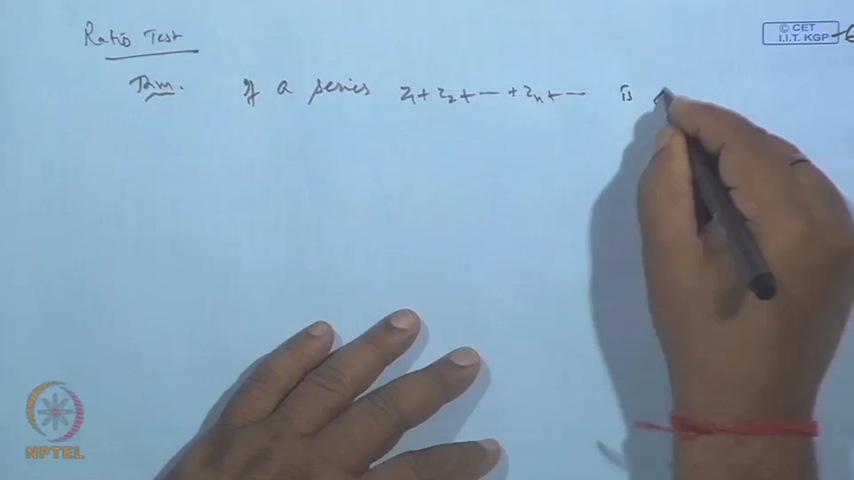 Ratio Test
© CET
I.I.T. KGP
Thm. If a series z₁ + z₂ + — + zₙ + — is
NPTEL